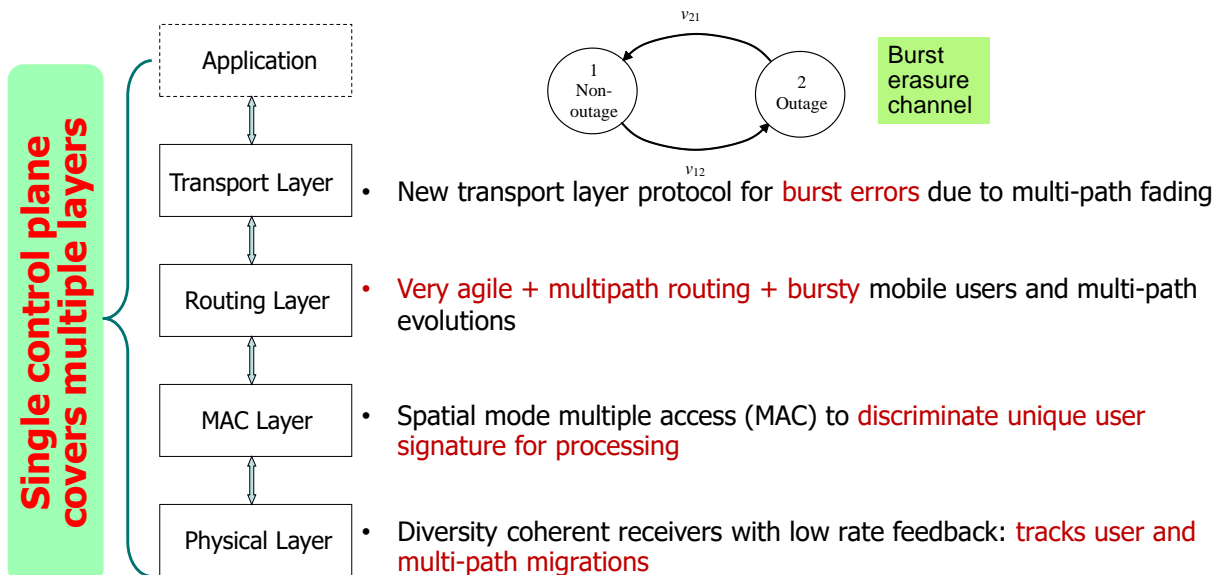 Single control plane
covers multiple layers
Application
Transport Layer
Routing Layer
MAC Layer
Physical Layer
v21
1
Non-
outage
2
Outage
v12
Burst
erasure
channel
• New transport layer protocol for burst errors due to multi-path fading
• Very agile + multipath routing + bursty mobile users and multi-path
evolutions
• Spatial mode multiple access (MAC) to discriminate unique user
signature for processing
• Diversity coherent receivers with low rate feedback: tracks user and
multi-path migrations